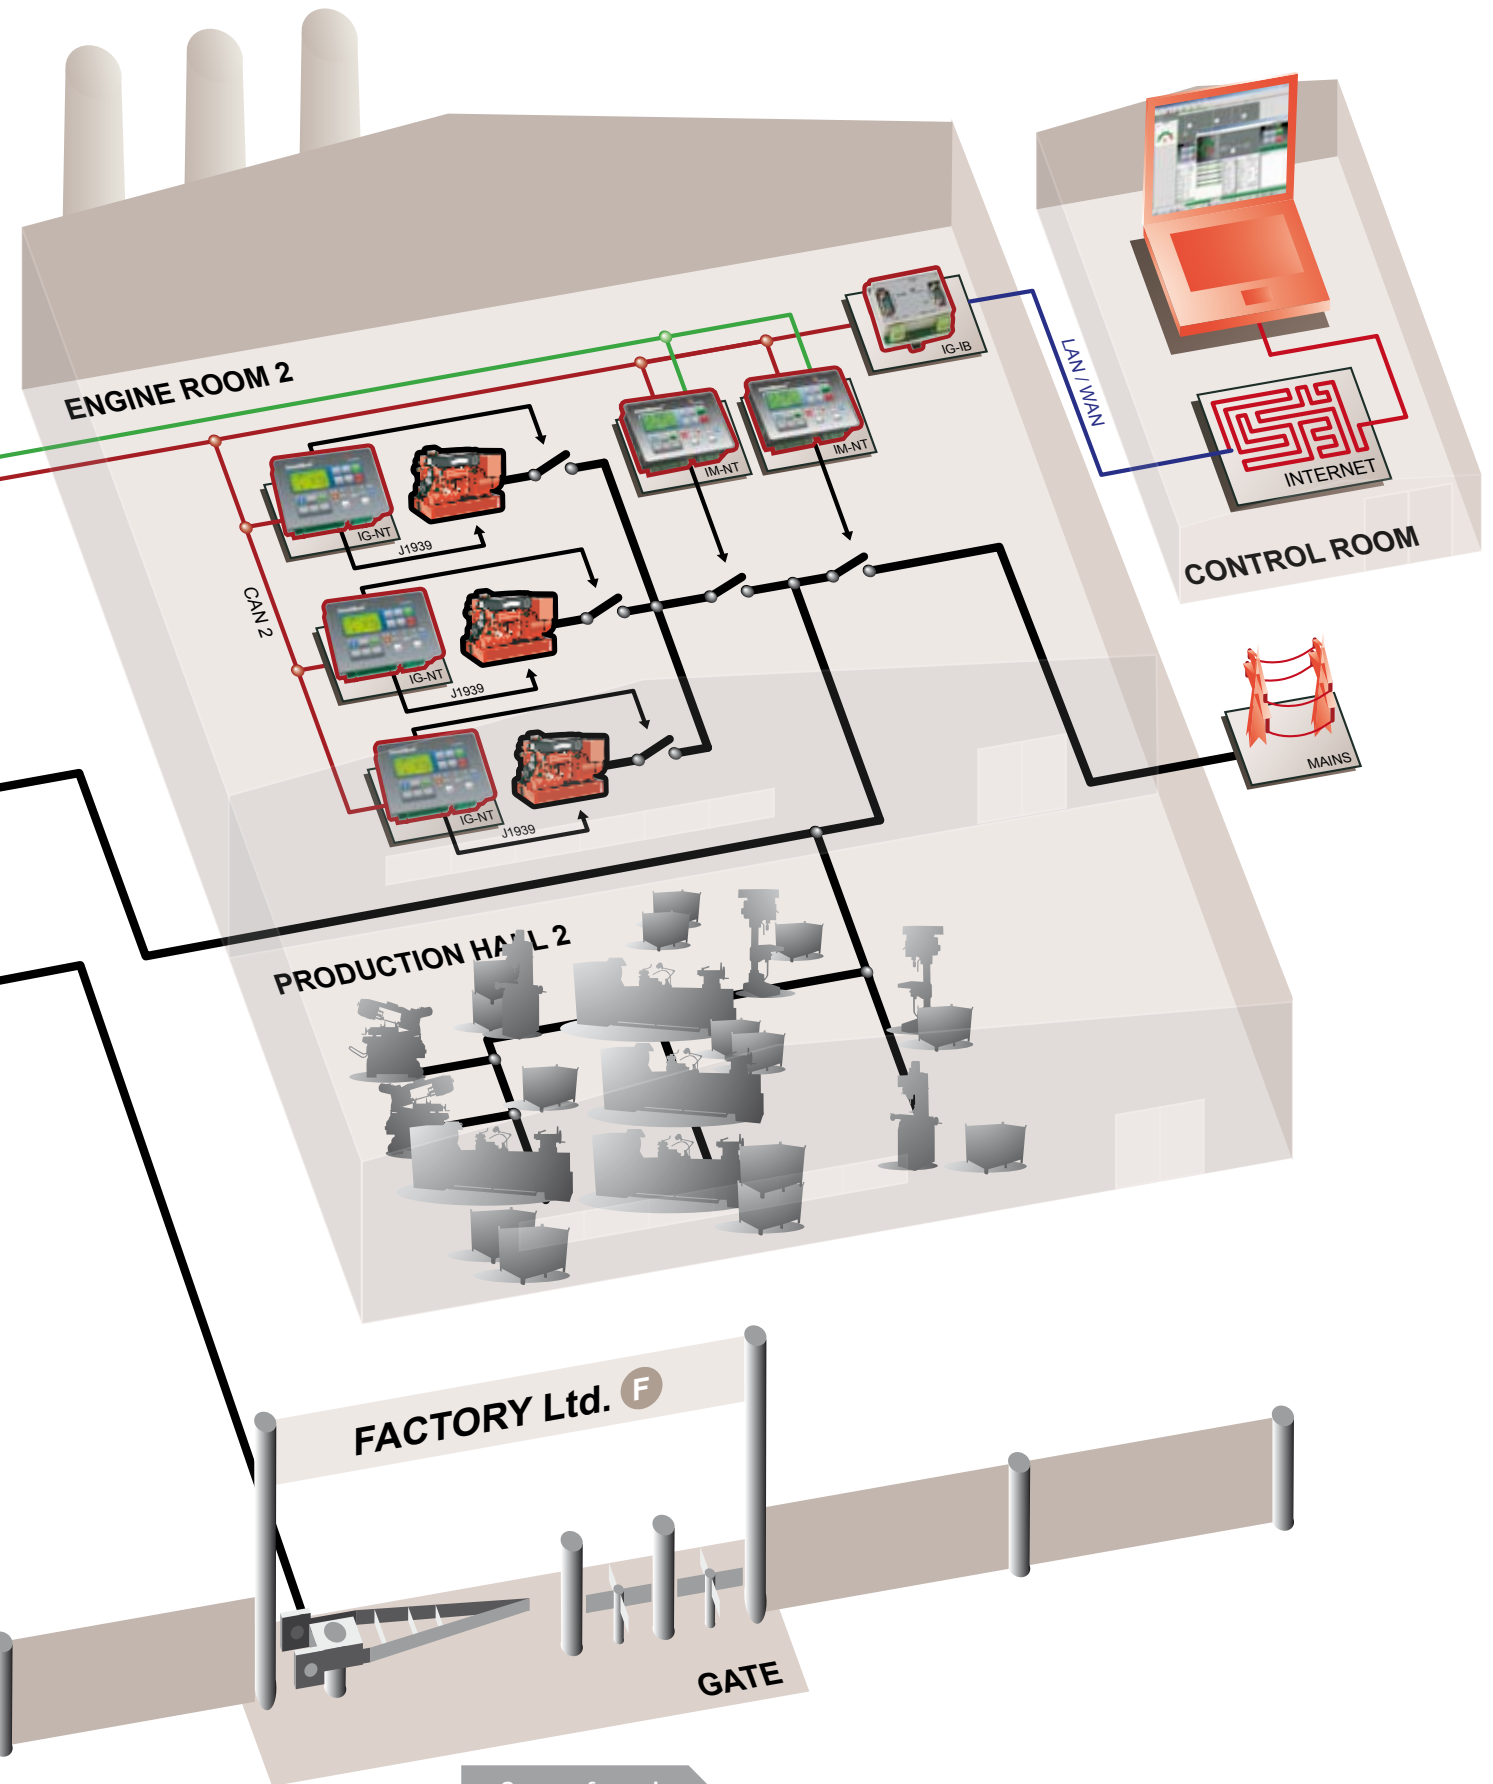 IG-IB
LAN / WAN
ENGINE ROOM 2
IM-NT
IM-NT
INTERNET
IG-NT
J1939
CONTROL ROOM
CAN 2
IG-NT
J1939
MAINS
IG-NT
J1939
PRODUCTION HALL 2
FACTORY Ltd. F
GATE